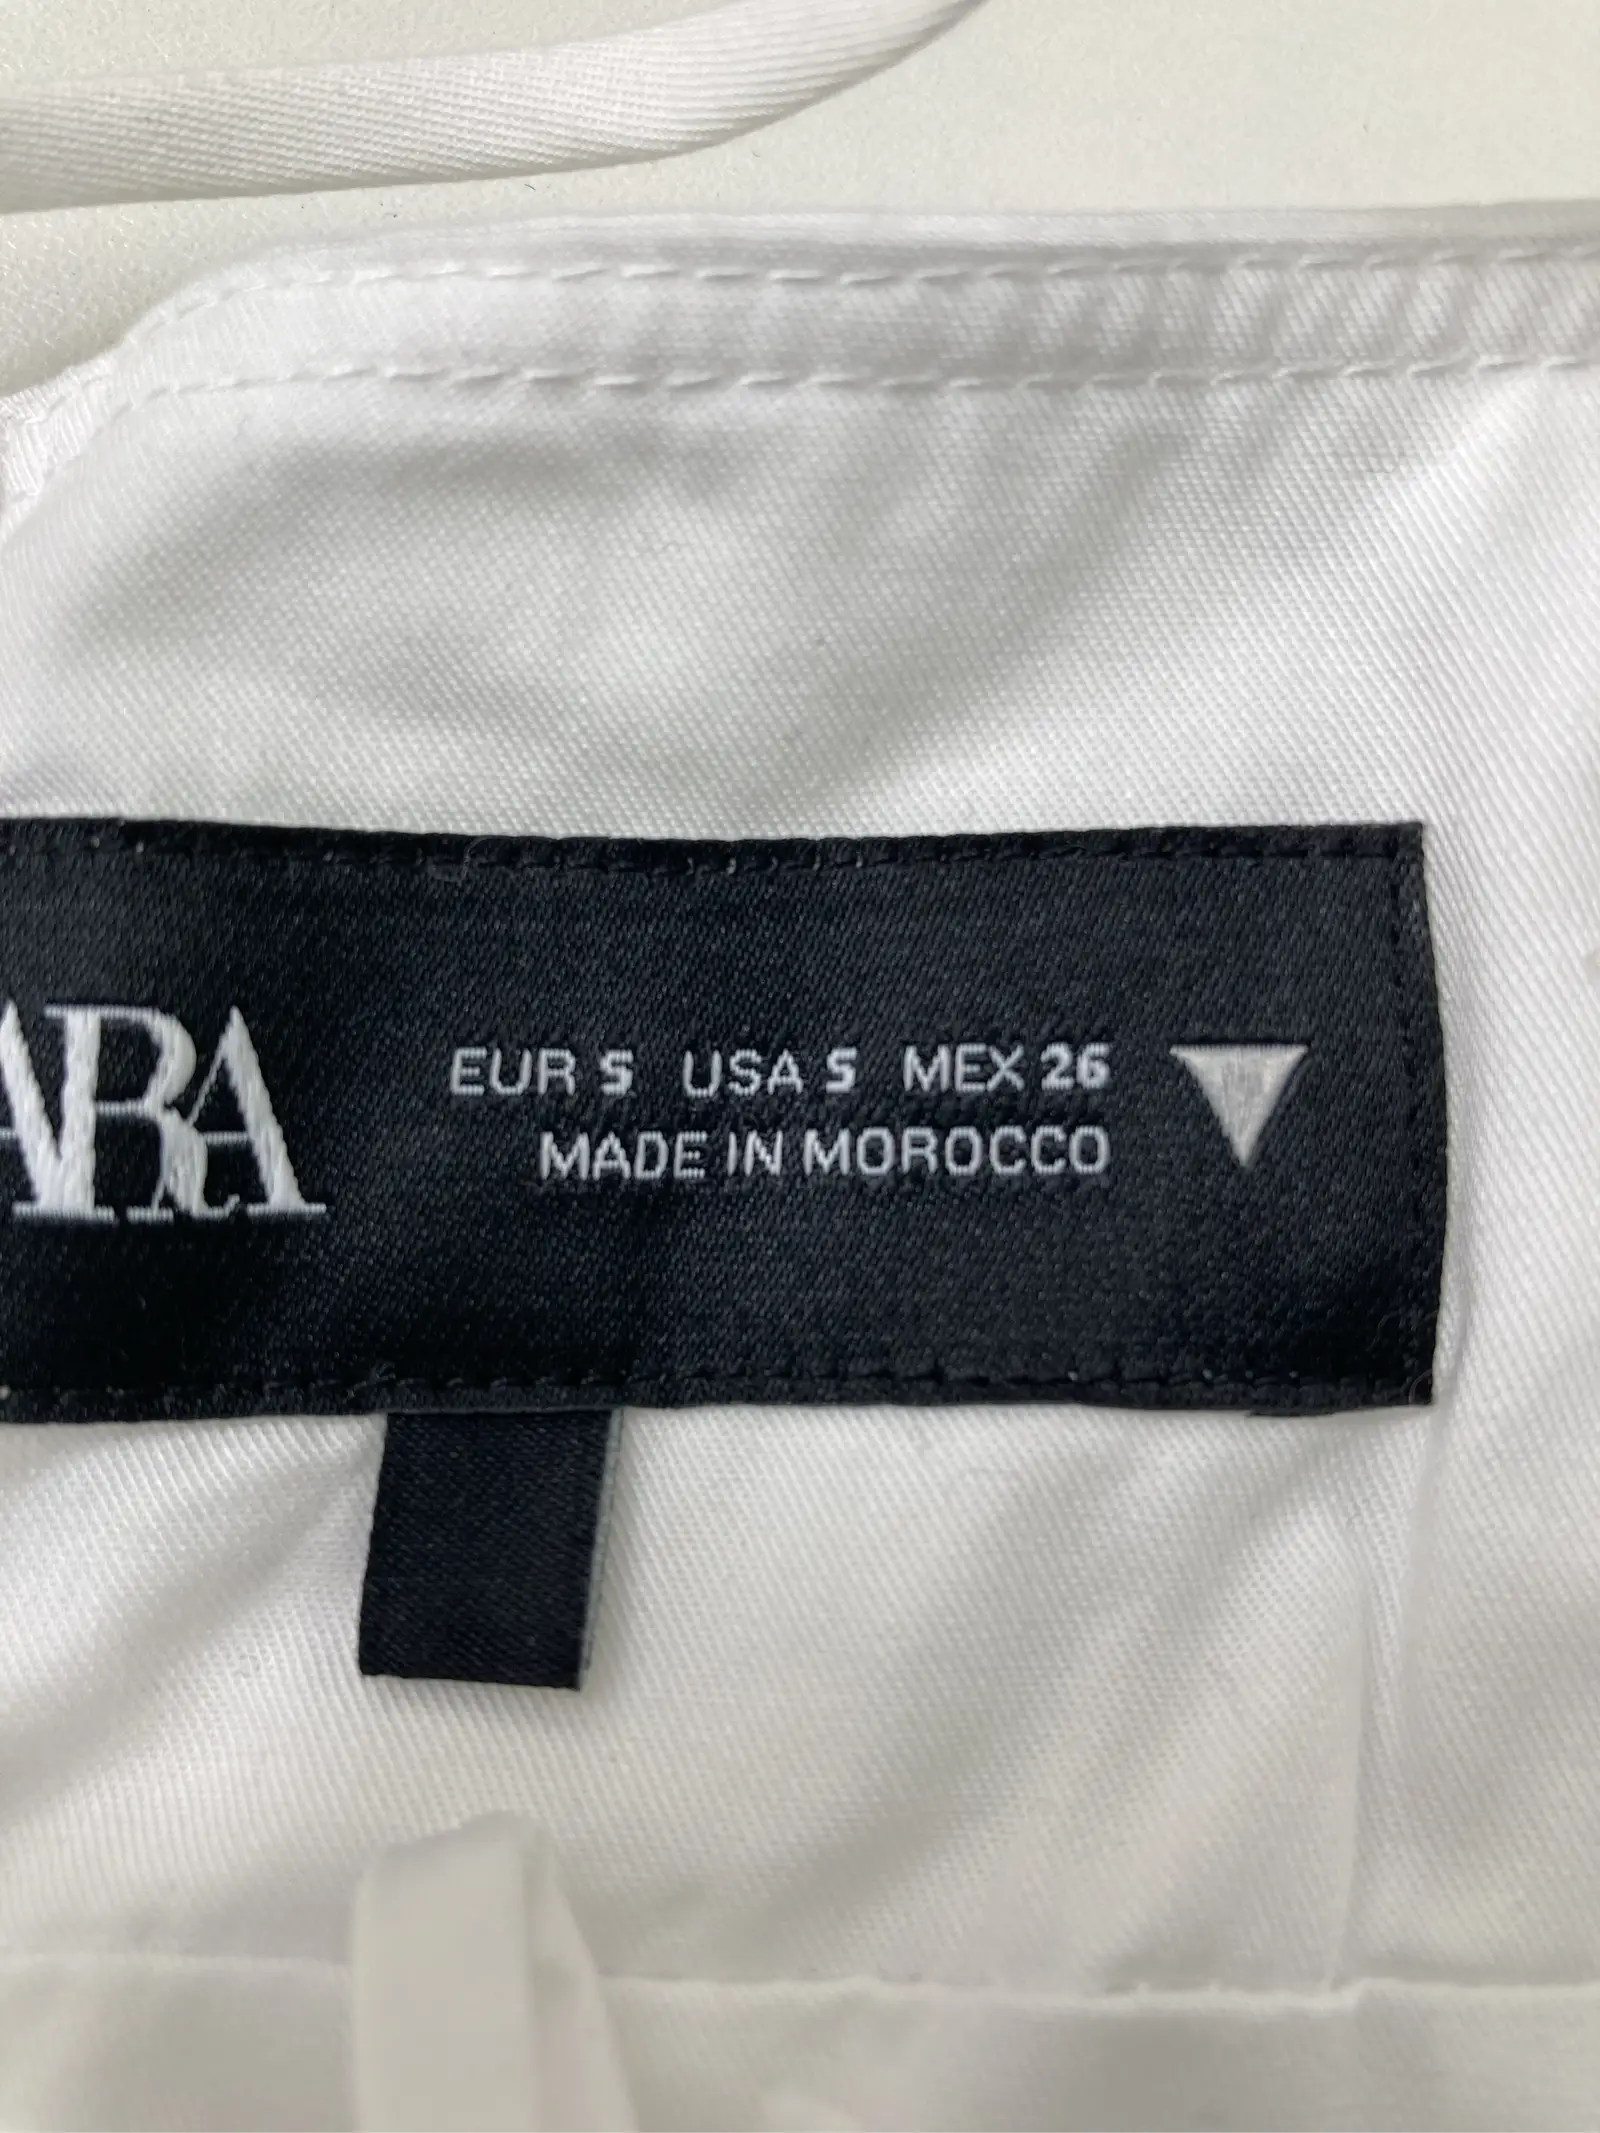 ARA
EUR S USA S MEX 26
MADE IN MOROCCO